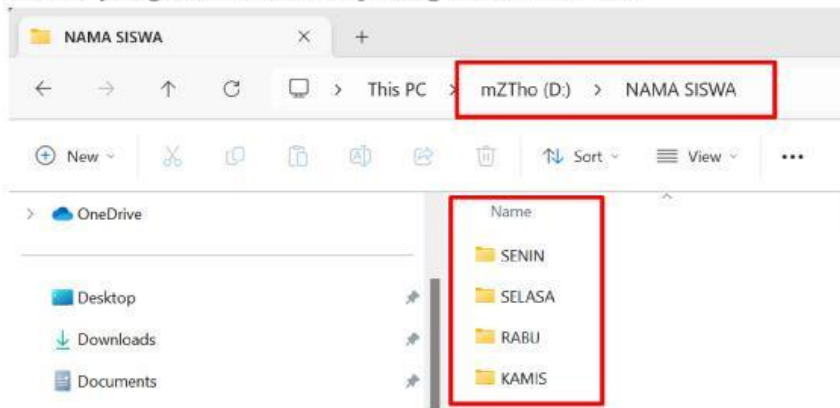 NAMA SISWA
This PC > mZTho (D:) > NAMA SISWA
New Sort View
OneDrive
Name
SENIN
Desktop
SELASA
Downloads
RABU
Documents
KAMIS